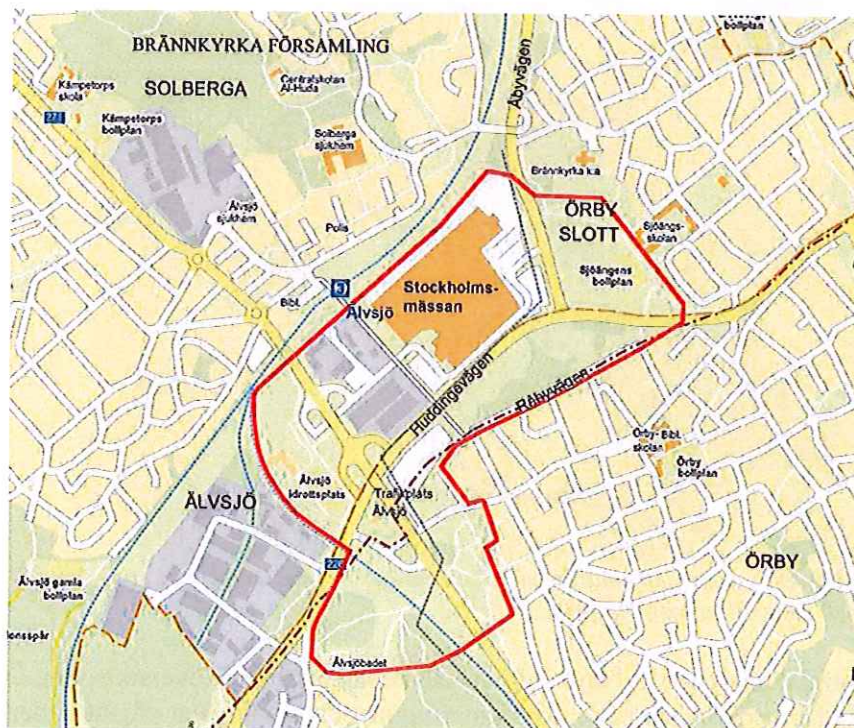 bollplan
BRÄNNKYRKA FÖRSAMLING
SOLBERGA
Kämpetorps
skola
271
Kämpetorps
bollplan
Centralskolan
Al-Huda
Solberga
sjukhem
Åbyvägen
Brännkyrka k:a
Älvsjö
sjukhem
Polis
ÖRBY
SLOTT
Sjöängs-
skolan
Sjöängens
bollplan
Bibl.
Älvsjö
Stockholms-
mässan
Huddingevägen
Råbyvägen
Örby- Bibl.
skolan
Örby
bollplan
Älvsjö
Idrottsplats
Trafikplats
Älvsjö
ÄLVSJÖ
226
ÖRBY
Älvsjö gamla
bollplan
onsspår
Älvsjöbadet